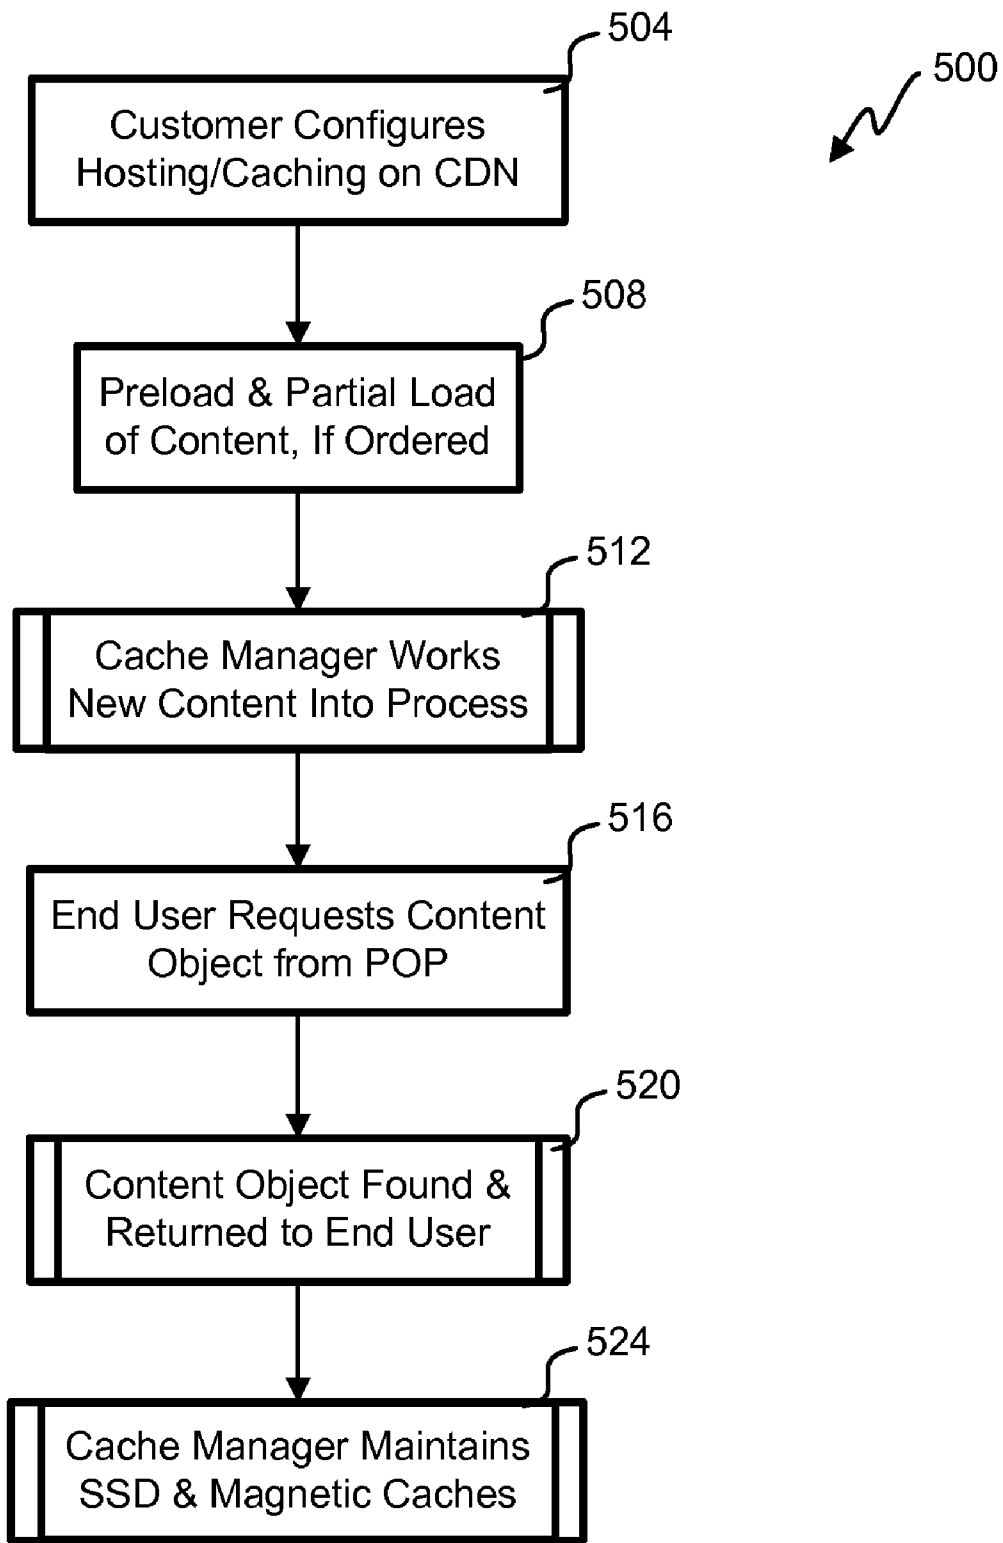 504
500
Customer Configures
Hosting/Caching on CDN
508
Preload & Partial Load
of Content, If Ordered
512
Cache Manager Works
New Content Into Process
516
End User Requests Content
Object from POP
520
Content Object Found &
Returned to End User
524
Cache Manager Maintains
SSD & Magnetic Caches